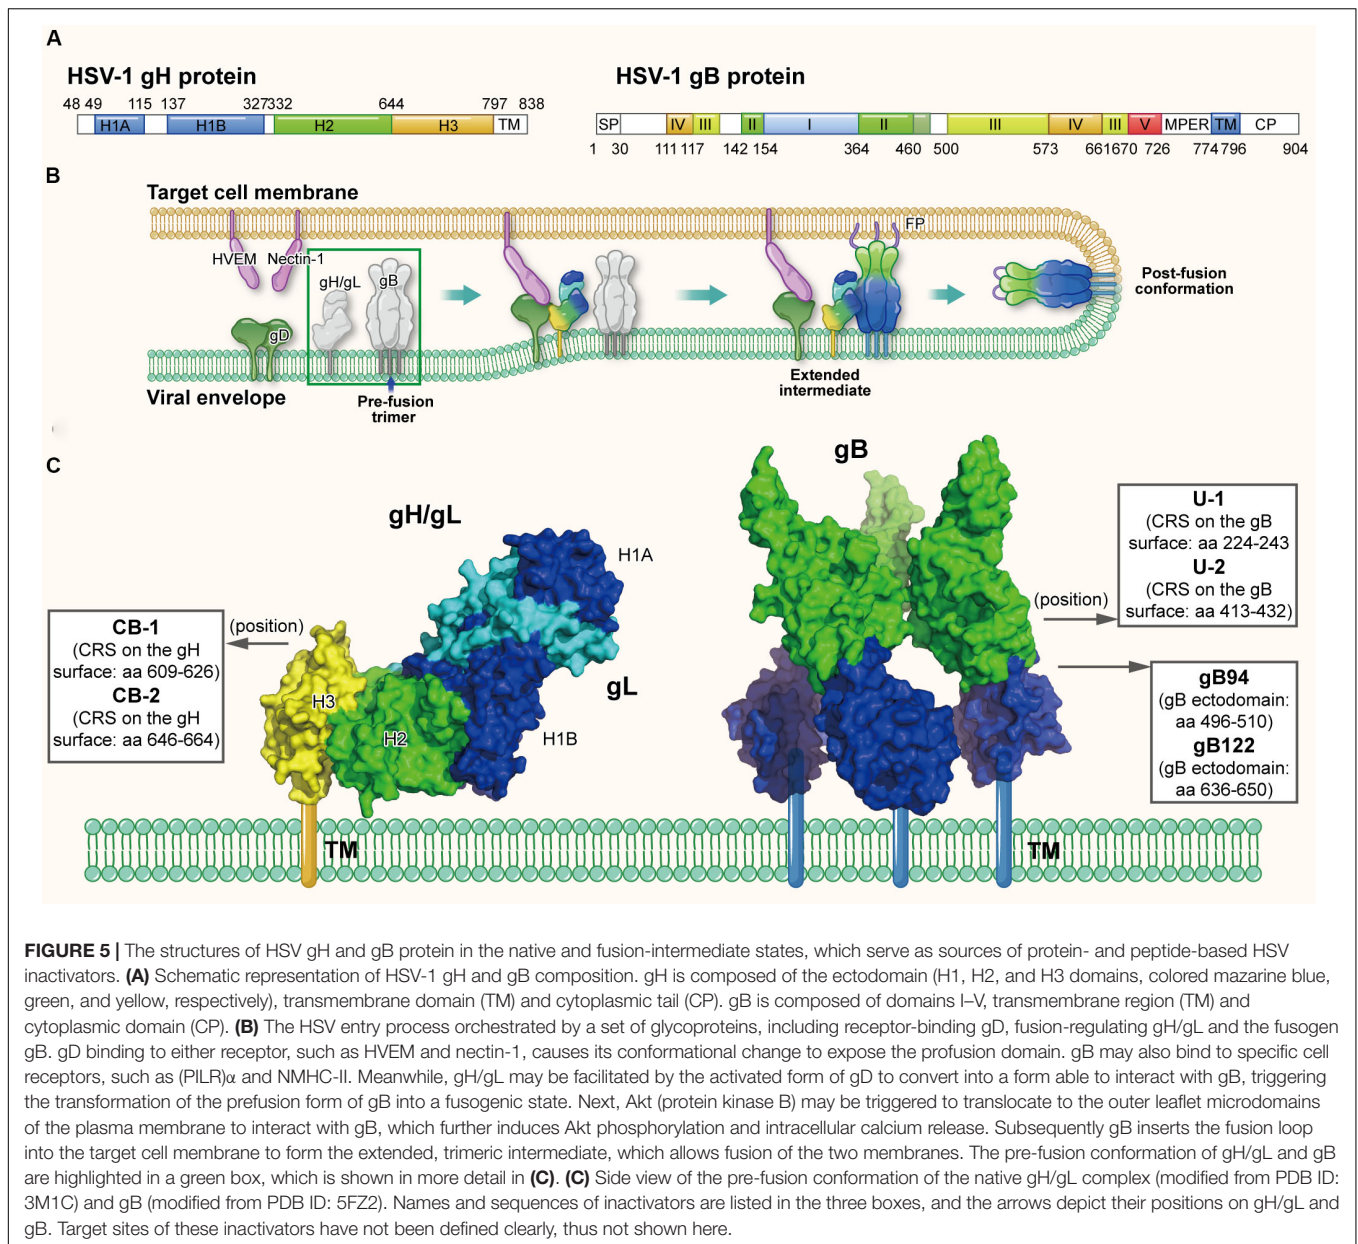 A
HSV-1 gH protein
48 49 115 137 327 332 644 797 838
H1A H1B H2 H3 TM
HSV-1 gB protein
SP IV III II I II III IV III V MPER TM CP
1 30 111 117 142 154 364 460 500 573 661 670 726 774 796 904
B
Target cell membrane
HVEM Nectin-1
gH/gL gB
gD
FP
Post-fusion
conformation
Viral envelope
Pre-fusion
trimer
Extended
intermediate
C
gH/gL
gB
H1A
gL
H1B
H3
H2
TM
TM
(position)
CB-1
(CRS on the gH
surface: aa 609-626)
CB-2
(CRS on the gH
surface: aa 646-664)
(position)
U-1
(CRS on the gB
surface: aa 224-243
U-2
(CRS on the gB
surface: aa 413-432)
gB94
(gB ectodomain:
aa 496-510)
gB122
(gB ectodomain:
aa 636-650)
FIGURE 5 | The structures of HSV gH and gB protein in the native and fusion-intermediate states, which serve as sources of protein- and peptide-based HSV
inactivators. (A) Schematic representation of HSV-1 gH and gB composition. gH is composed of the ectodomain (H1, H2, and H3 domains, colored mazarine blue,
green, and yellow, respectively), transmembrane domain (TM) and cytoplasmic tail (CP). gB is composed of domains I–V, transmembrane region (TM) and
cytoplasmic domain (CP). (B) The HSV entry process orchestrated by a set of glycoproteins, including receptor-binding gD, fusion-regulating gH/gL and the fusogen
gB. gD binding to either receptor, such as HVEM and nectin-1, causes its conformational change to expose the profusion domain. gB may also bind to specific cell
receptors, such as (PILR)α and NMHC-II. Meanwhile, gH/gL may be facilitated by the activated form of gD to convert into a form able to interact with gB, triggering
the transformation of the prefusion form of gB into a fusogenic state. Next, Akt (protein kinase B) may be triggered to translocate to the outer leaflet microdomains
of the plasma membrane to interact with gB, which further induces Akt phosphorylation and intracellular calcium release. Subsequently gB inserts the fusion loop
into the target cell membrane to form the extended, trimeric intermediate, which allows fusion of the two membranes. The pre-fusion conformation of gH/gL and gB
are highlighted in a green box, which is shown in more detail in (C). (C) Side view of the pre-fusion conformation of the native gH/gL complex (modified from PDB ID:
3M1C) and gB (modified from PDB ID: 5FZ2). Names and sequences of inactivators are listed in the three boxes, and the arrows depict their positions on gH/gL and
gB. Target sites of these inactivators have not been defined clearly, thus not shown here.